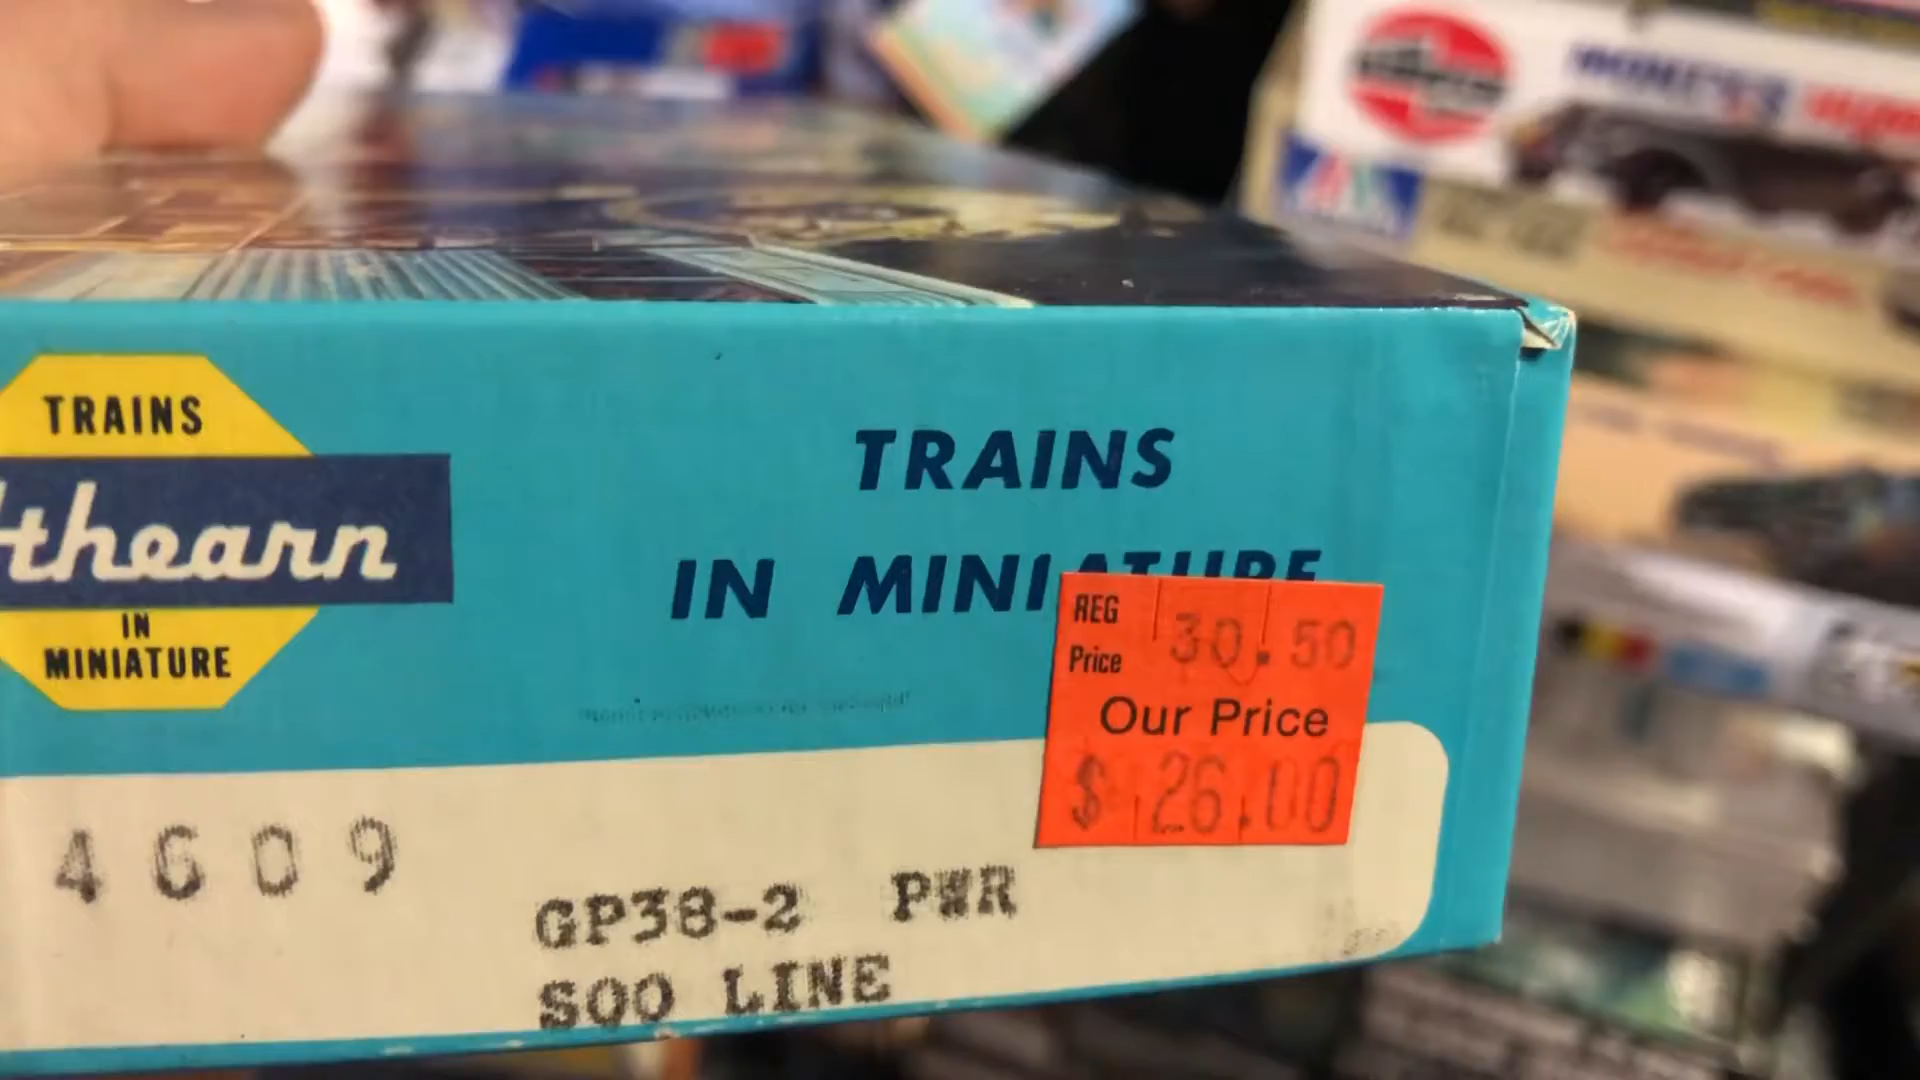 TRAINS
thearn
IN
MINIATURE
TRAINS
IN MINIATURE
REG
Price 30.50
Our Price
$ 26.00
4609
GP38-2 PWR
SOO LINE